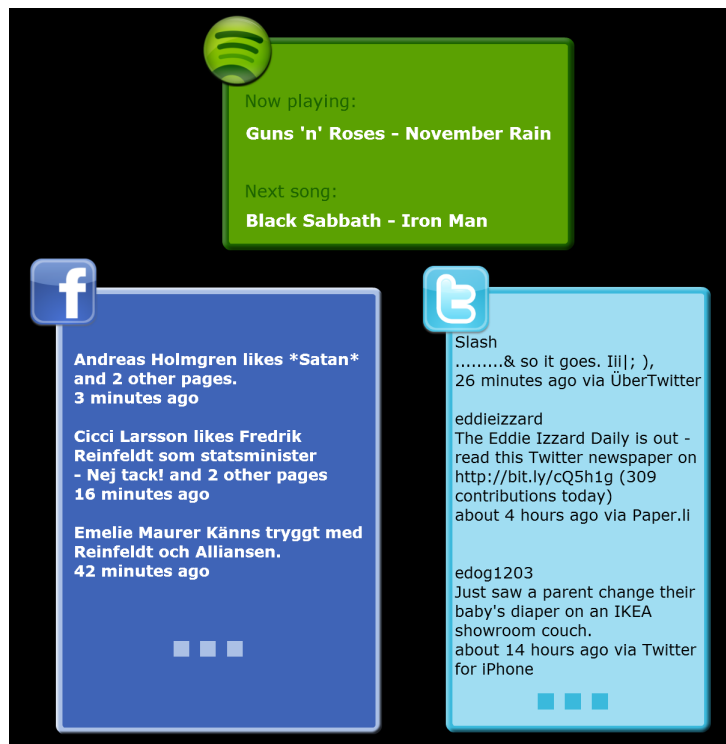 Now playing:
Guns 'n' Roses - November Rain
Next song:
Black Sabbath - Iron Man
Andreas Holmgren likes *Satan*
and 2 other pages.
3 minutes ago
Cicci Larsson likes Fredrik
Reinfeldt som statsminister
- Nej tack! and 2 other pages
16 minutes ago
Emelie Maurer Känns tryggt med
Reinfeldt och Alliansen.
42 minutes ago
Slash
.........& so it goes. Iii|; ),
26 minutes ago via ÜberTwitter
eddieizzard
The Eddie Izzard Daily is out -
read this Twitter newspaper on
http://bit.ly/cQ5h1g (309
contributions today)
about 4 hours ago via Paper.li
edog1203
Just saw a parent change their
baby's diaper on an IKEA
showroom couch.
about 14 hours ago via Twitter
for iPhone